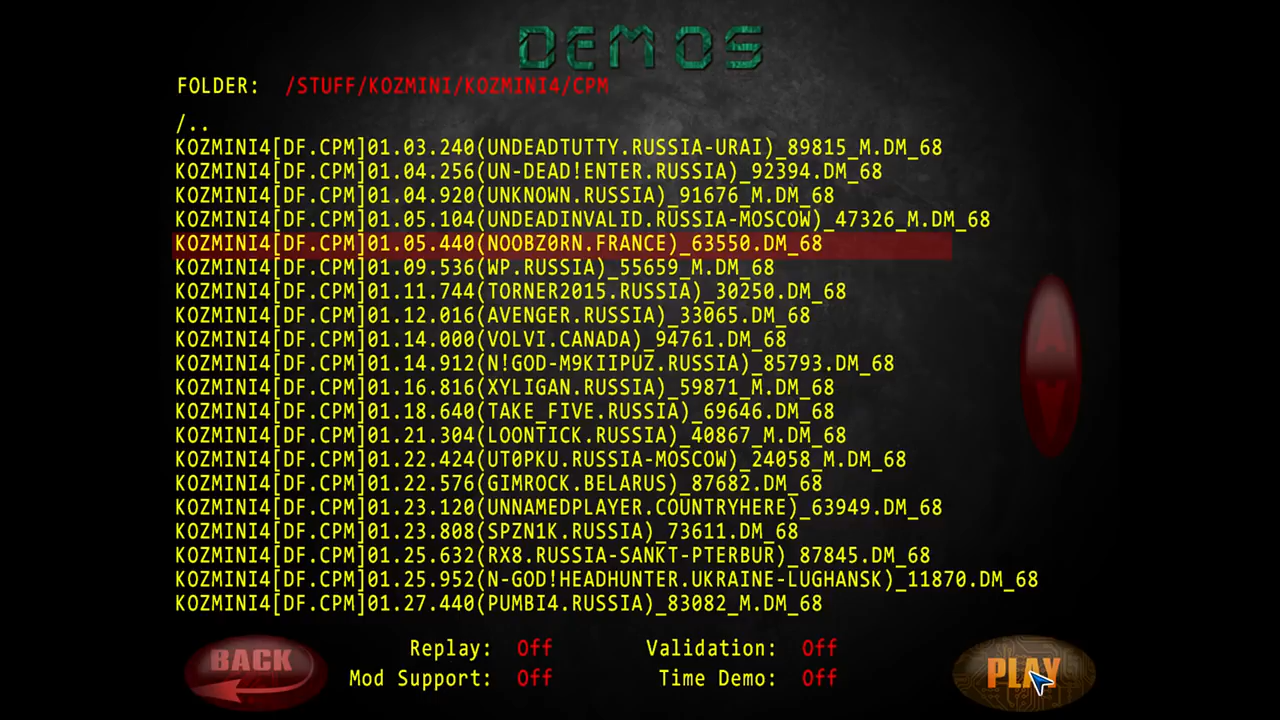 DEMOS
FOLDER: /STUFF/KOZMINI/KOZMINI4/CPM
/..
KOZMINI4[DF.CPM]01.03.240(UNDEADTUTTY.RUSSIA-URAI)_89815_M.DM_68
KOZMINI4[DF.CPM]01.04.256(UN-DEAD!ENTER.RUSSIA)_92394.DM_68
KOZMINI4[DF.CPM]01.04.920(UNKNOWN.RUSSIA)_91676_M.DM_68
KOZMINI4[DF.CPM]01.05.104(UNDEADINVALID.RUSSIA-MOSCOW)_47326_M.DM_68
KOZMINI4[DF.CPM]01.05.440(NOOBZ0RN.FRANCE)_63550.DM_68
KOZMINI4[DF.CPM]01.09.536(WP.RUSSIA)_55659_M.DM_68
KOZMINI4[DF.CPM]01.11.744(TORNER2015.RUSSIA)_30250.DM_68
KOZMINI4[DF.CPM]01.12.016(AVENGER.RUSSIA)_33065.DM_68
KOZMINI4[DF.CPM]01.14.000(VOLVI.CANADA)_94761.DM_68
KOZMINI4[DF.CPM]01.14.912(N!GOD-M9KIIPUZ.RUSSIA)_85793.DM_68
KOZMINI4[DF.CPM]01.16.816(XYLIGAN.RUSSIA)_59871_M.DM_68
KOZMINI4[DF.CPM]01.18.640(TAKE_FIVE.RUSSIA)_69646.DM_68
KOZMINI4[DF.CPM]01.21.304(LOONTICK.RUSSIA)_40867_M.DM_68
KOZMINI4[DF.CPM]01.22.424(UT0PKU.RUSSIA-MOSCOW)_24058_M.DM_68
KOZMINI4[DF.CPM]01.22.576(GIMROCK.BELARUS)_87682.DM_68
KOZMINI4[DF.CPM]01.23.120(UNNAMEDPLAYER.COUNTRYHERE)_63949.DM_68
KOZMINI4[DF.CPM]01.23.808(SPZN1K.RUSSIA)_73611.DM_68
KOZMINI4[DF.CPM]01.25.632(RX8.RUSSIA-SANKT-PTERBUR)_87845.DM_68
KOZMINI4[DF.CPM]01.25.952(N-GOD!HEADHUNTER.UKRAINE-LUGHANSK)_11870.DM_68
KOZMINI4[DF.CPM]01.27.440(PUMBI4.RUSSIA)_83082_M.DM_68
BACK
Replay: Off Validation: Off
Mod Support: Off Time Demo: Off
PLAY